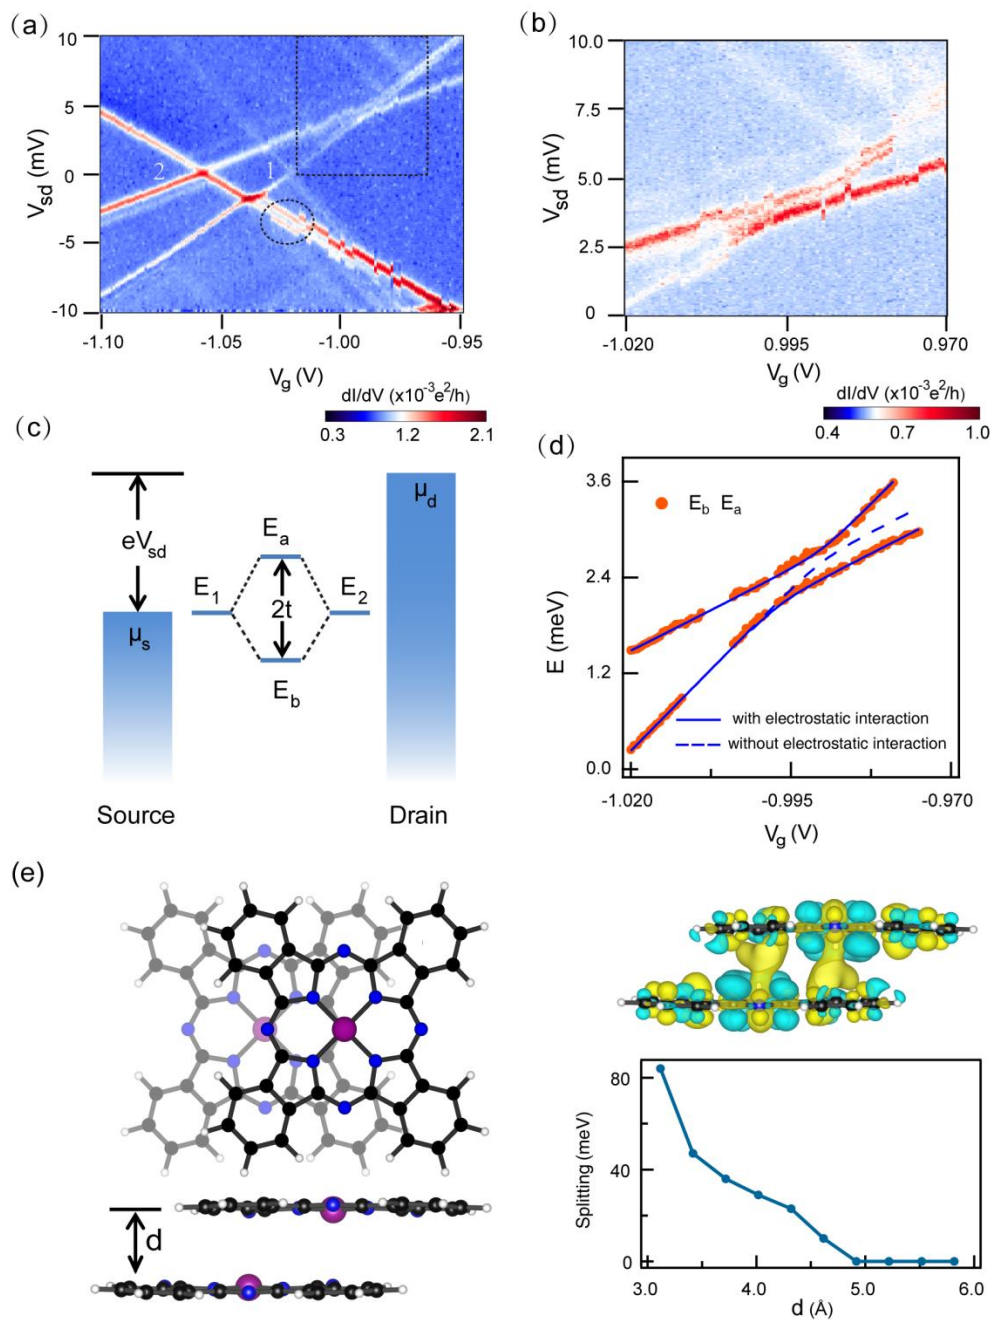 (a)
V_sd (mV)
10
5
0
-5
-10
2
1
-1.10
-1.05
-1.00
-0.95
V_g (V)
dI/dV (x10^-3e^2/h)
0.3
1.2
2.1
(b)
V_sd (mV)
10.0
7.5
5.0
2.5
0
-1.020
0.995
0.970
V_g (V)
dI/dV (x10^-3e^2/h)
0.4
0.7
1.0
(c)
eV_sd
μ_s
E_1
E_a
2t
E_b
E_2
μ_d
Source
Drain
(d)
E (meV)
3.6
2.4
1.2
0.0
E_b E_a
with electrostatic interaction
without electrostatic interaction
-1.020
-0.995
-0.970
V_g (V)
(e)
d
Splitting (meV)
80
40
0
3.0
4.0
5.0
6.0
d (Å)